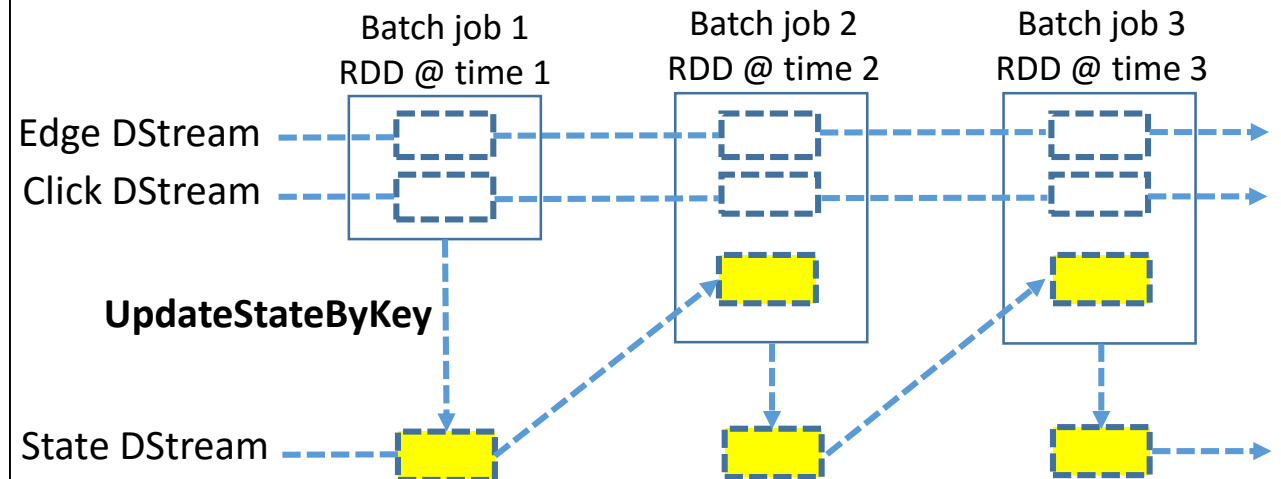 Batch job 1
RDD @ time 1
Batch job 2
RDD @ time 2
Batch job 3
RDD @ time 3
Edge DStream
Click DStream
UpdateStateByKey
State DStream